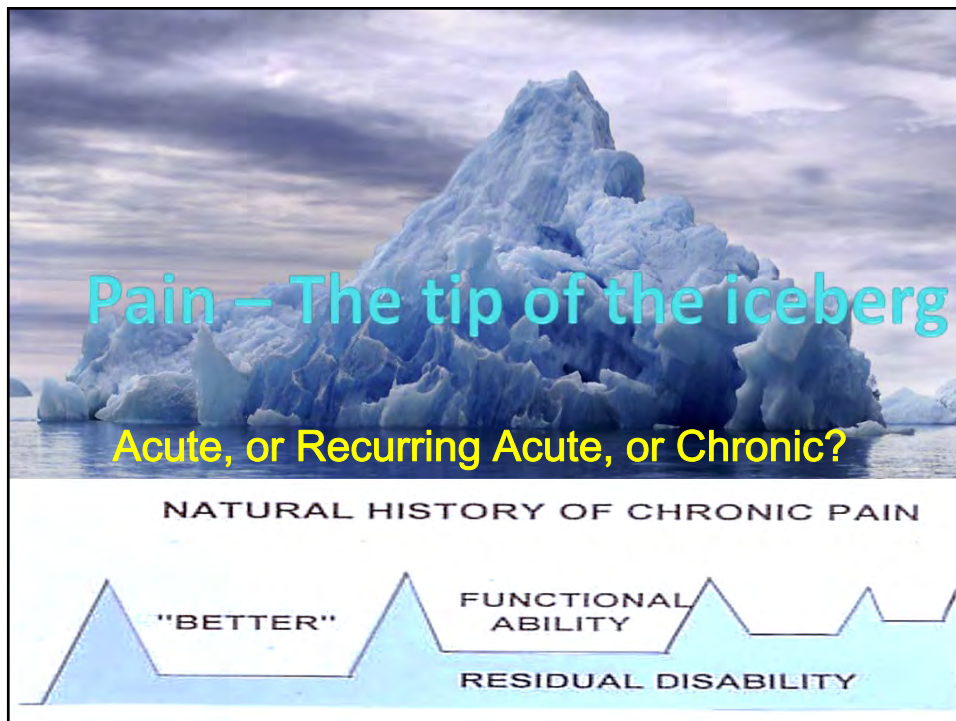 Pain – The tip of the iceberg
Acute, or Recurring Acute, or Chronic?
NATURAL HISTORY OF CHRONIC PAIN
"BETTER"
FUNCTIONAL
ABILITY
RESIDUAL DISABILITY